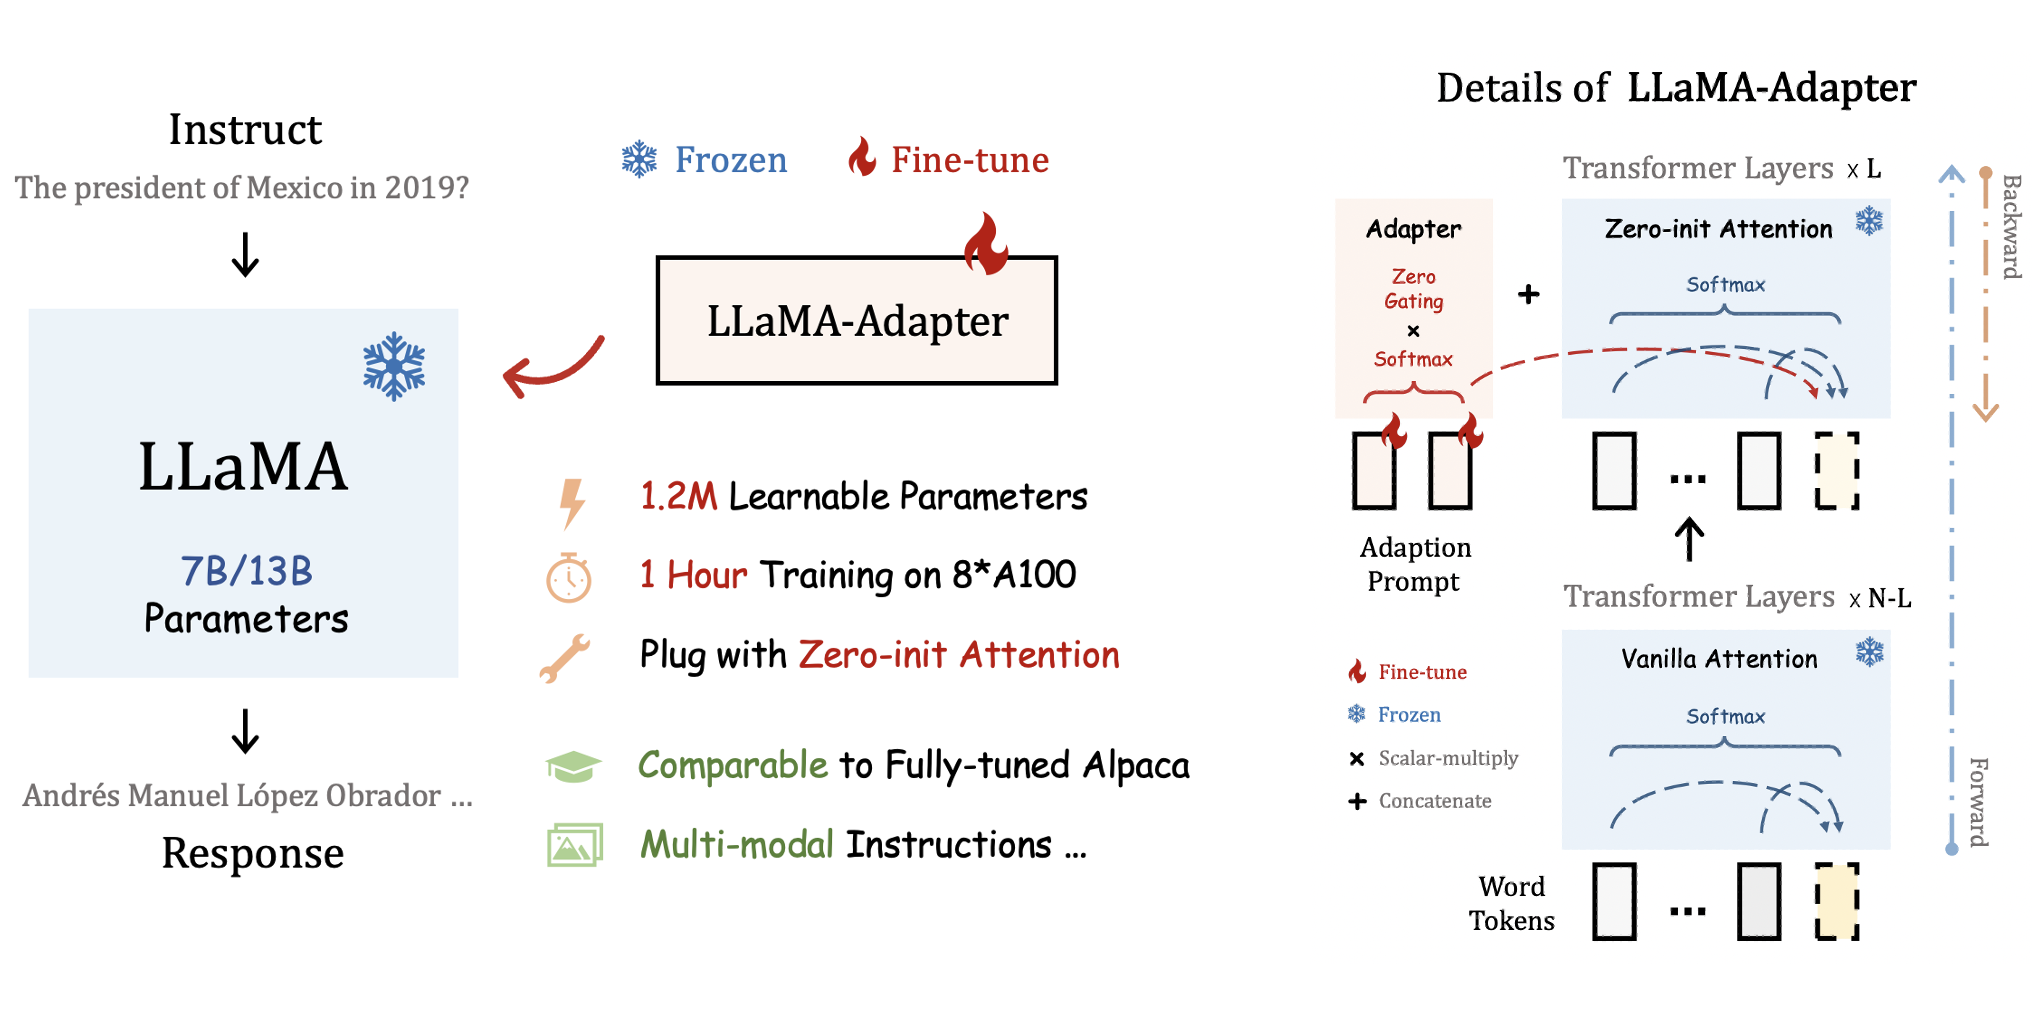 Instruct
The president of Mexico in 2019?
LLaMA
7B/13B
Parameters
Andrés Manuel López Obrador ...
Response
Frozen
Fine-tune
LLaMA-Adapter
1.2M Learnable Parameters
1 Hour Training on 8*A100
Plug with Zero-init Attention
Comparable to Fully-tuned Alpaca
Multi-modal Instructions ...
Details of LLaMA-Adapter
Transformer Layers x L
Adapter
Zero
Gating
×
Softmax
+
Zero-init Attention
Softmax
...
Adaption
Prompt
Transformer Layers x N-L
Vanilla Attention
Softmax
...
Word
Tokens
Fine-tune
Frozen
× Scalar-multiply
+ Concatenate
Backward
Forward